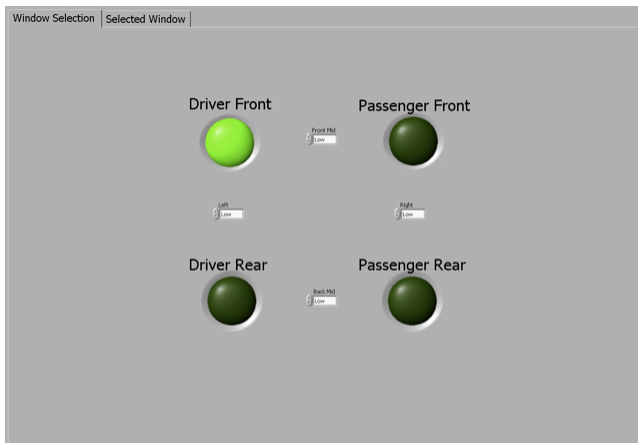 Window Selection
Selected Window
Driver Front
Passenger Front
Front Mid
Low
Left
Low
Right
Low
Driver Rear
Passenger Rear
Back Mid
Low